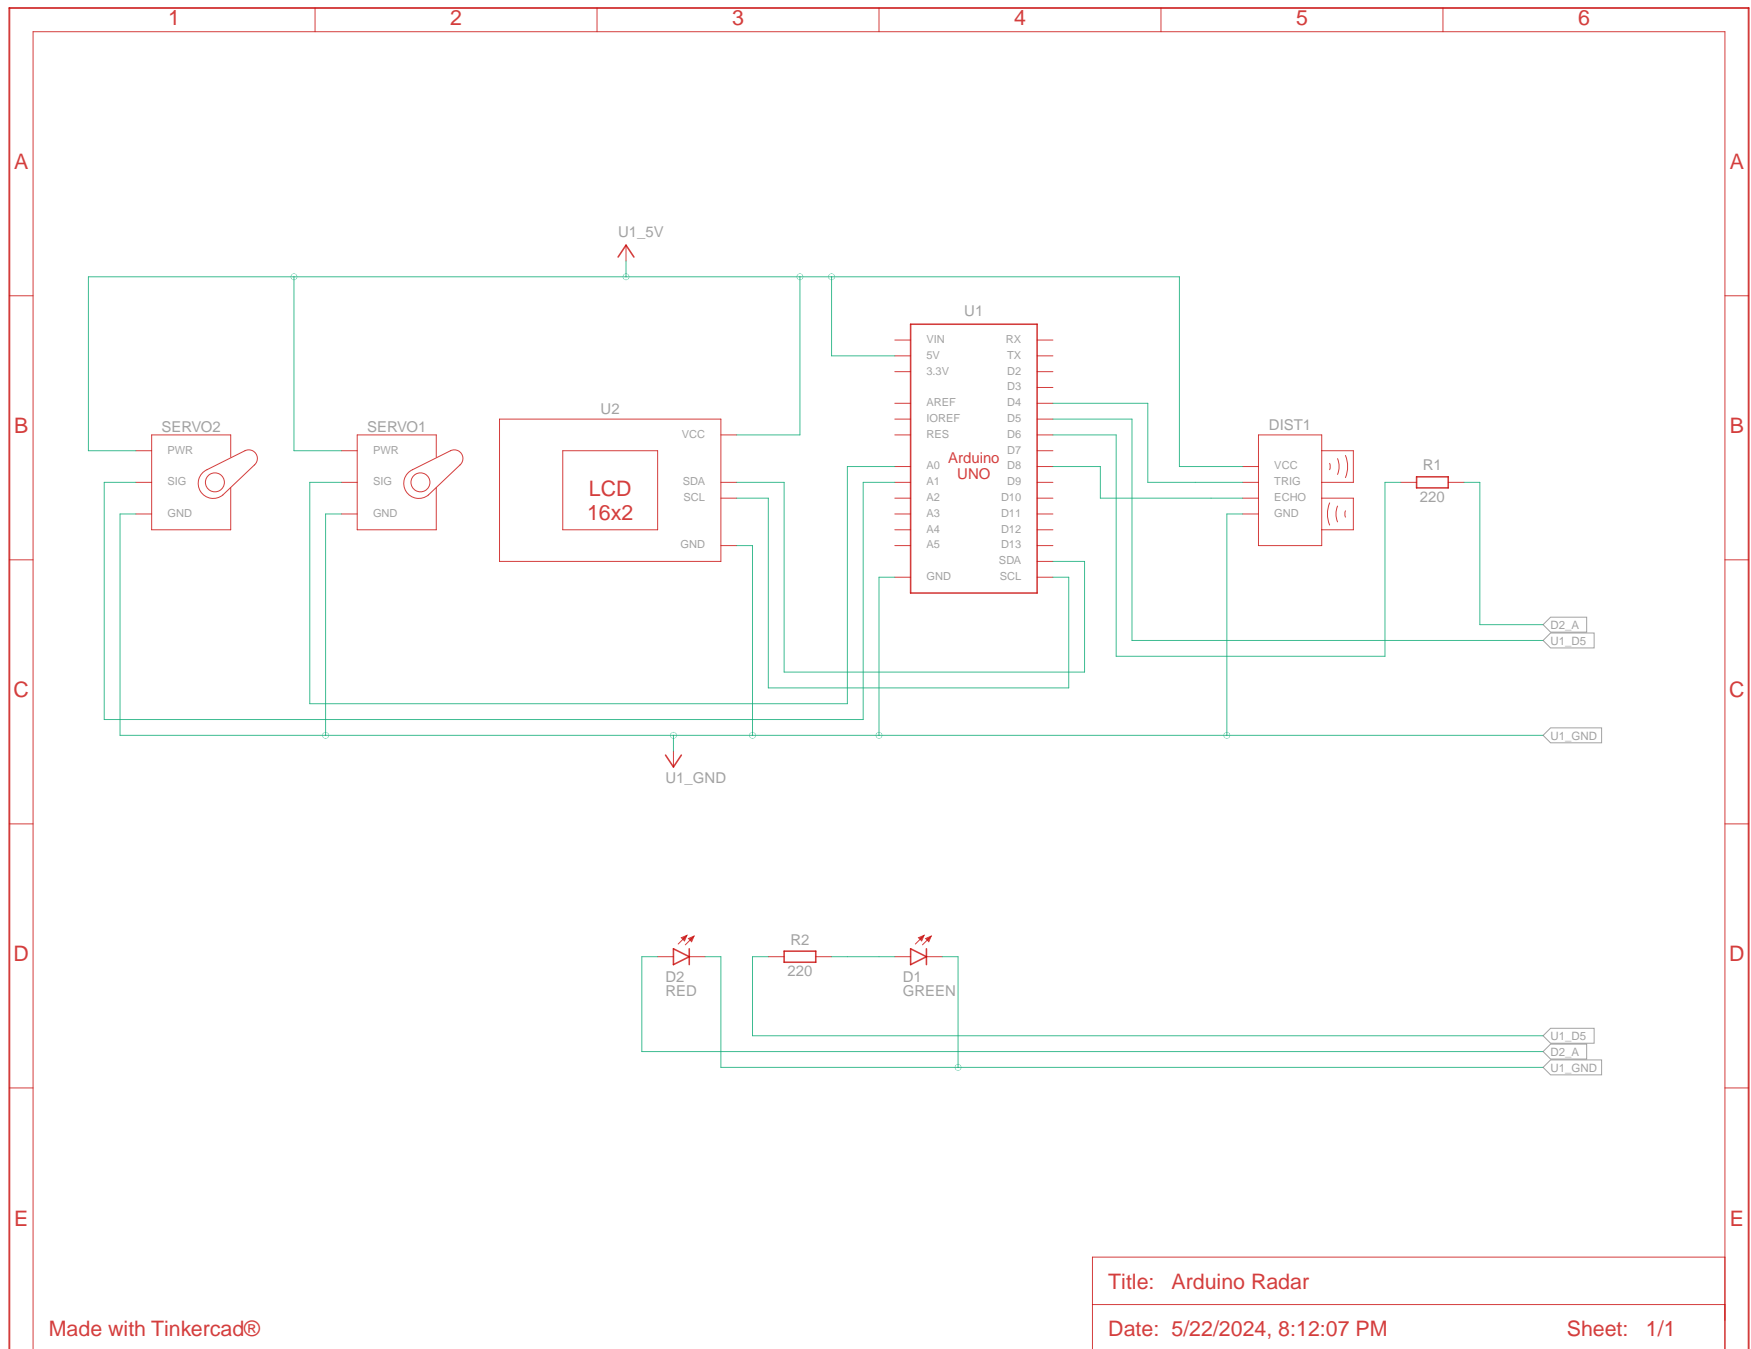 1 2 3 4 5 6
A A
U1_5V
U1
VIN RX
5V TX
3.3V D2
D3
AREF D4
IOREF D5
RES D6
D7
A0 D8
A1 D9
A2 D10
A3 D11
A4 D12
A5 D13
SDA
GND SCL
Arduino
UNO
B B
SERVO2
PWR
SIG
GND
SERVO1
PWR
SIG
GND
U2
VCC
SDA
SCL
GND
LCD
16x2
DIST1
VCC
TRIG
ECHO
GND
R1
220
D2_A
U1_D5
C C
U1_GND
U1_GND
D D
D2
RED
R2
220
D1
GREEN
U1_D5
D2_A
U1_GND
E E
Title: Arduino Radar
Made with Tinkercad®
Date: 5/22/2024, 8:12:07 PM Sheet: 1/1